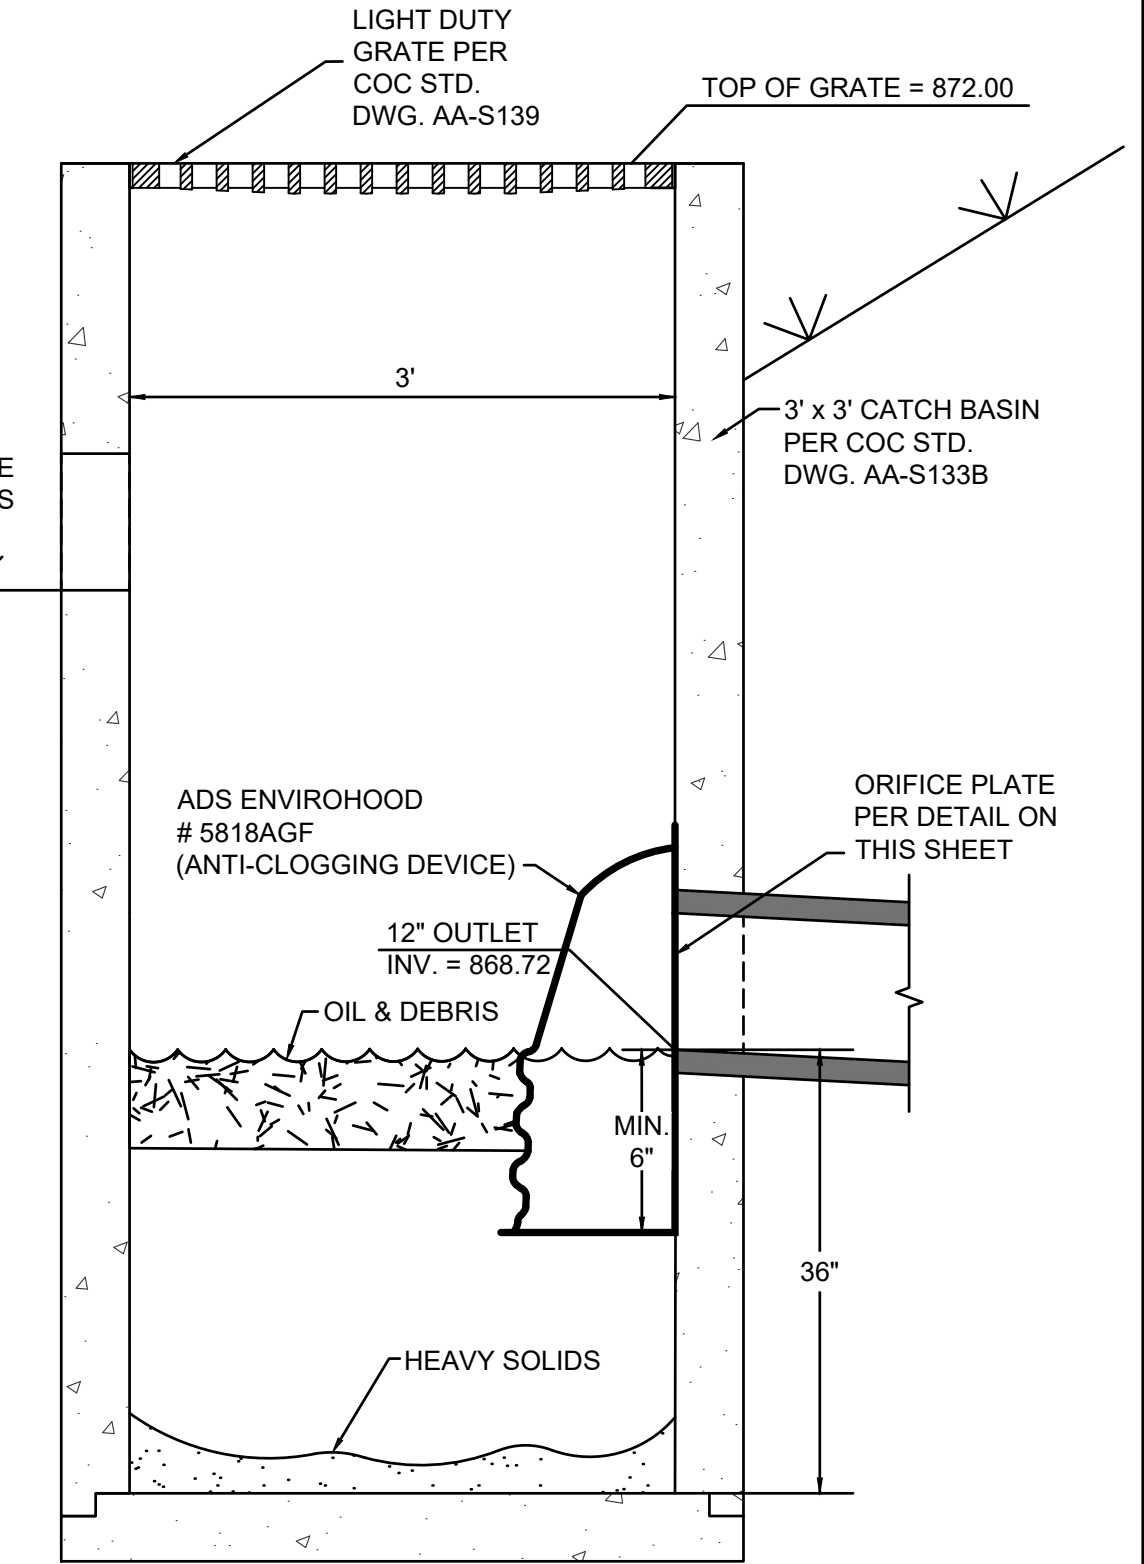 LIGHT DUTY
GRATE PER
COC STD.
DWG. AA-S139
TOP OF GRATE = 872.00
3'
3' x 3' CATCH BASIN
PER COC STD.
DWG. AA-S133B
E
S
ADS ENVIROHOOD
# 5818AGF
(ANTI-CLOGGING DEVICE)
ORIFICE PLATE
PER DETAIL ON
THIS SHEET
12" OUTLET
INV. = 868.72
OIL & DEBRIS
MIN.
6"
36"
HEAVY SOLIDS